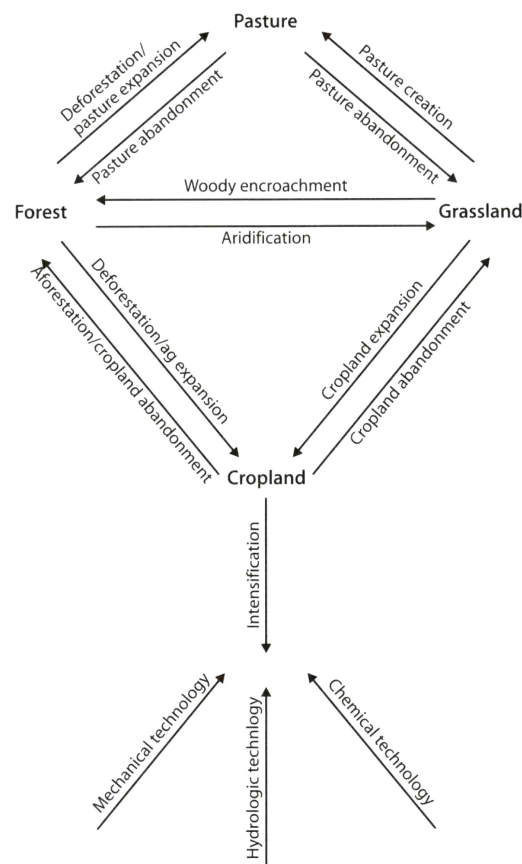 Pasture
Deforestation/
pasture expansion
Pasture abandonment
Pasture creation
Pasture abandonment
Woody encroachment
Forest
Grassland
Aridification
Deforestation/ag expansion
Aforestation/cropland abandonment
Cropland expansion
Cropland abandonment
Cropland
Intensification
Mechanical technology
Hydrologic technlogy
Chemical technology